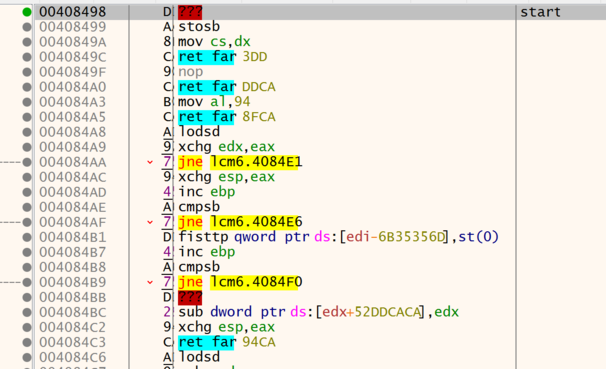 00408498 D ??? start
00408499 A stosb
0040849A 8 mov cs,dx
0040849C C ret far 3DD
0040849F 9 nop
004084A0 C ret far DDCA
004084A3 B mov al,94
004084A5 C ret far 8FCA
004084A8 A lodsd
004084A9 9 xchg edx,eax
004084AA 7 jne lcm6.4084E1
004084AC 9 xchg esp,eax
004084AD 4 inc ebp
004084AE A cmpsb
004084AF 7 jne lcm6.4084E6
004084B1 D fisttp qword ptr ds:[edi-6B35356D],st(0)
004084B7 4 inc ebp
004084B8 A cmpsb
004084B9 7 jne lcm6.4084F0
004084BB D ???
004084BC 2 sub dword ptr ds:[edx+52DDCACA],edx
004084C2 9 xchg esp,eax
004084C3 C ret far 94CA
004084C6 A lodsd